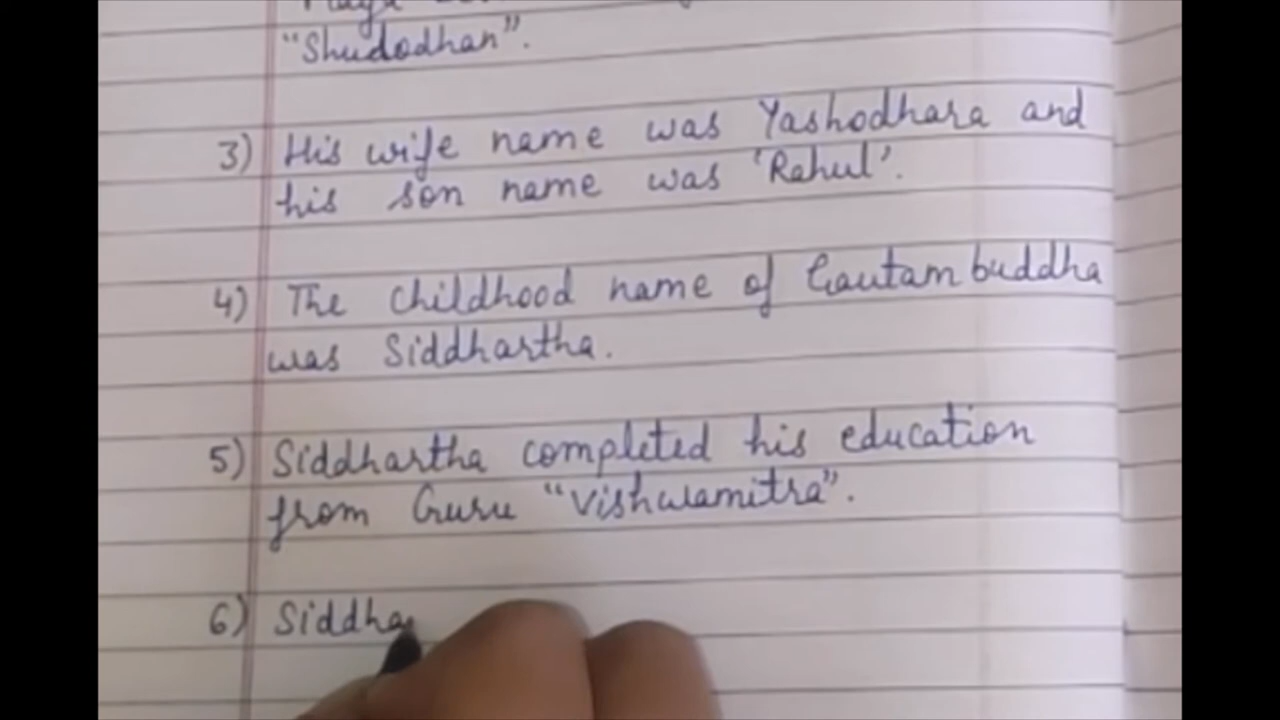 "Shudodhan".
3) His wife name was Yashodhara and
his son name was 'Rahul'.
4) The childhood name of Gautam buddha
was Siddhartha.
5) Siddhartha completed his education
from Guru "Vishwamitra".
6) Siddha